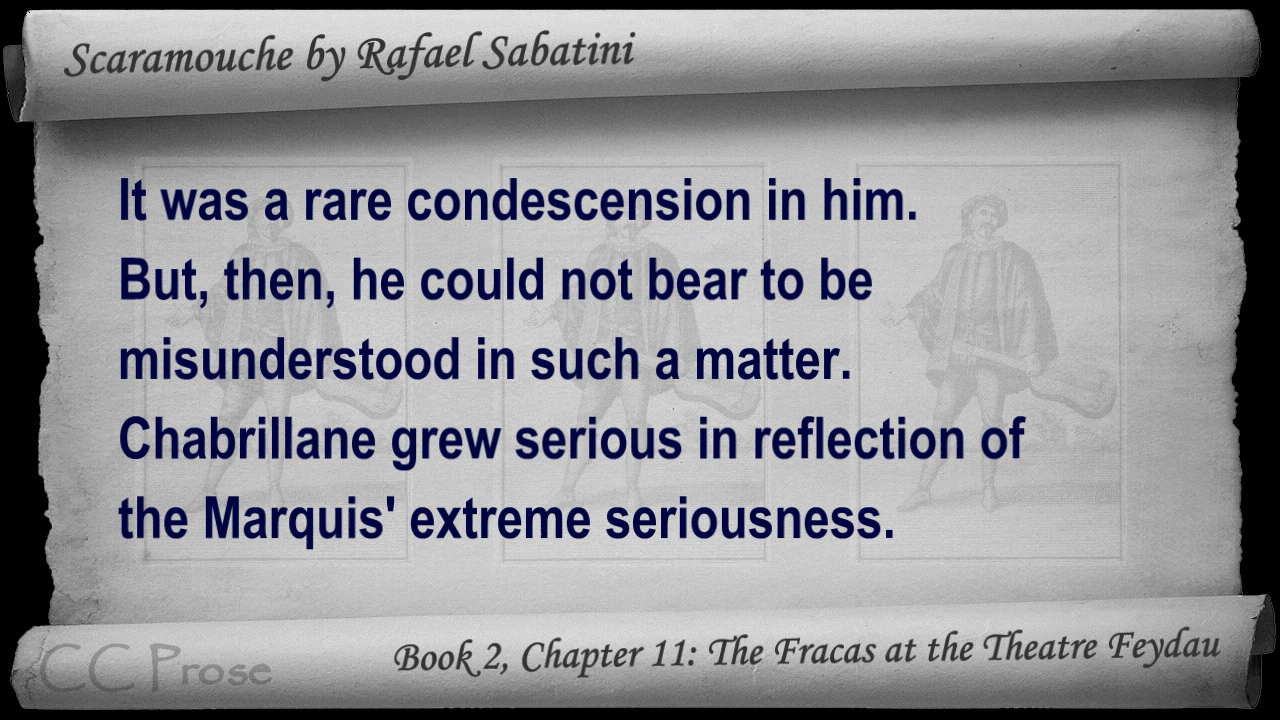 Scaramouche by Rafael Sabatini
It was a rare condescension in him.
But, then, he could not bear to be
misunderstood in such a matter.
Chabrillane grew serious in reflection of
the Marquis' extreme seriousness.
CC Prose
Book 2, Chapter 11: The Fracas at the Theatre Feydau